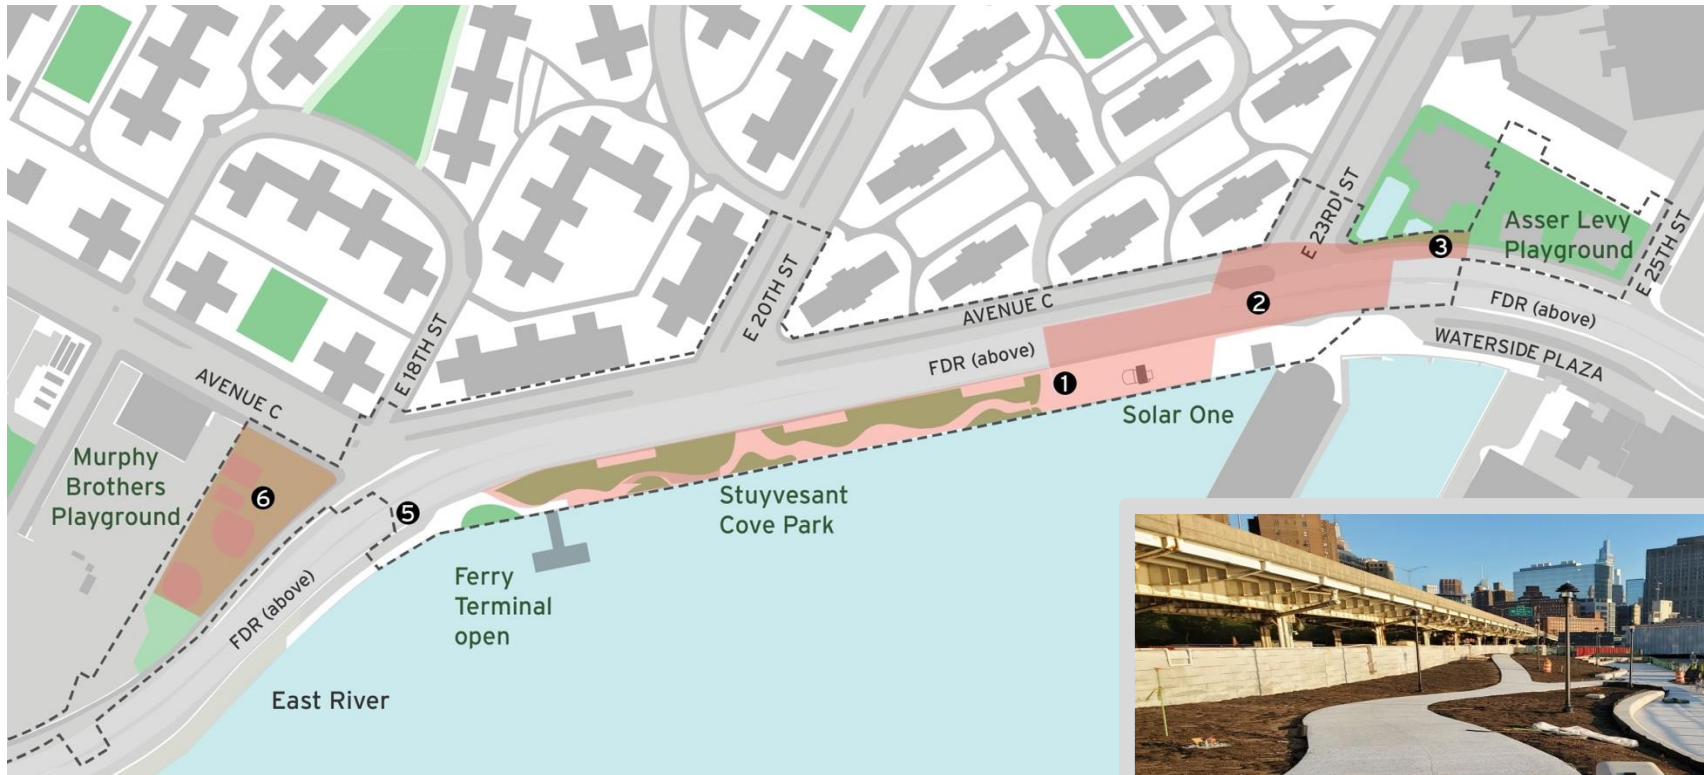 E 23RD ST
Asser Levy
Playground
E 25TH ST
3
E 20TH ST
AVENUE C
2
FDR (above)
FDR (above)
WATERSIDE PLAZA
E 18TH ST
AVENUE C
1
Solar One
Murphy
Brothers
Playground
6
5
Stuyvesant
Cove Park
Ferry
Terminal
open
FDR (above)
East River